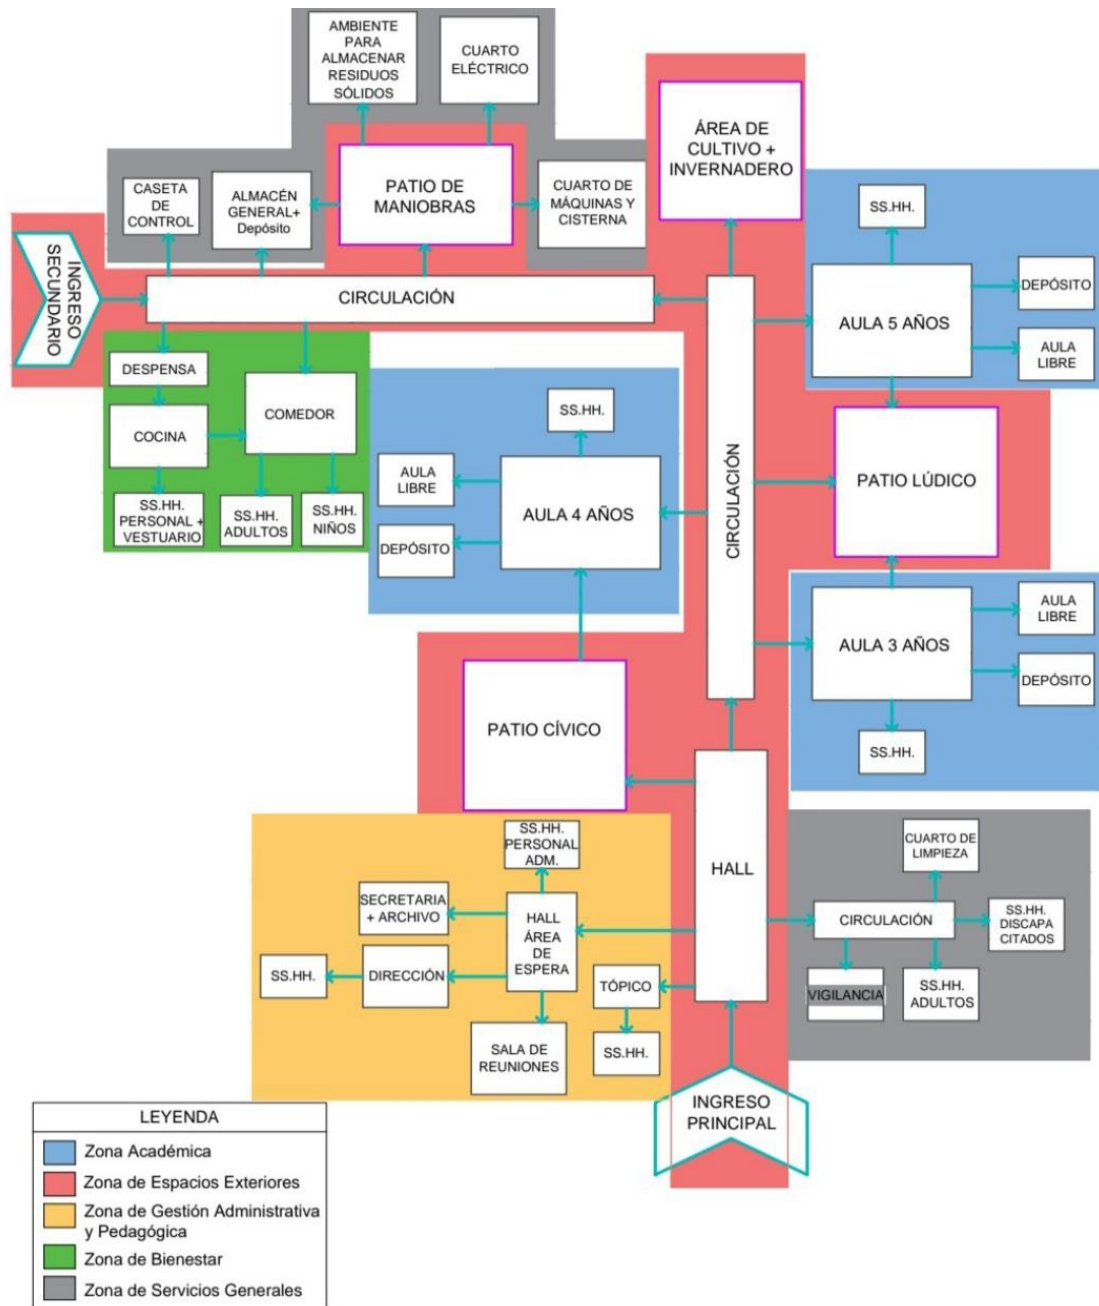 AMBIENTE
PARA
ALMACENAR
RESIDUOS
SÓLIDOS
CUARTO
ELÉCTRICO
ÁREA DE
CULTIVO +
INVERNADERO
CASETA
DE
CONTROL
ALMACÉN
GENERAL+
Depósito
PATIO DE
MANIOBRAS
CUARTO DE
MÁQUINAS Y
CISTERNA
SS.HH.
INGRESO
SECUNDARIO
CIRCULACIÓN
AULA 5 AÑOS
DEPÓSITO
AULA
LIBRE
DESPENSA
COCINA
COMEDOR
SS.HH.
PERSONAL +
VESTUARIO
SS.HH.
ADULTOS
SS.HH.
NIÑOS
SS.HH.
AULA
LIBRE
DEPÓSITO
AULA 4 AÑOS
CIRCULACIÓN
PATIO LÚDICO
AULA 3 AÑOS
AULA
LIBRE
DEPÓSITO
SS.HH.
PATIO CÍVICO
HALL
SS.HH.
PERSONAL
ADM.
SECRETARIA
+ ARCHIVO
HALL
ÁREA
DE
ESPERA
SS.HH.
DIRECCIÓN
TÓPICO
SALA DE
REUNIONES
SS.HH.
CUARTO DE
LIMPIEZA
CIRCULACIÓN
SS.HH.
DISCAPA
CITADOS
VIGILANCIA
SS.HH.
ADULTOS
INGRESO
PRINCIPAL
LEYENDA
Zona Académica
Zona de Espacios Exteriores
Zona de Gestión Administrativa
y Pedagógica
Zona de Bienestar
Zona de Servicios Generales